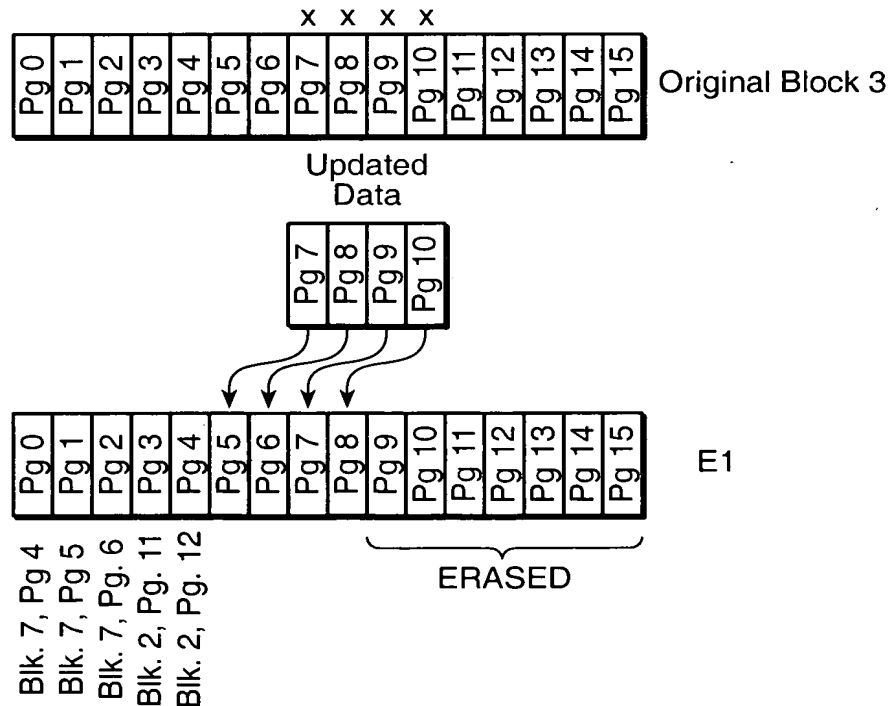 x x x x
Pg 0 Pg 1 Pg 2 Pg 3 Pg 4 Pg 5 Pg 6 Pg 7 Pg 8 Pg 9 Pg 10 Pg 11 Pg 12 Pg 13 Pg 14 Pg 15
Original Block 3
Updated
Data
Pg 7 Pg 8 Pg 9 Pg 10
Pg 0 Pg 1 Pg 2 Pg 3 Pg 4 Pg 5 Pg 6 Pg 7 Pg 8 Pg 9 Pg 10 Pg 11 Pg 12 Pg 13 Pg 14 Pg 15
E1
Blk. 7, Pg 4
Blk. 7, Pg 5
Blk. 7, Pg. 6
Blk. 2, Pg. 11
Blk. 2, Pg. 12
ERASED